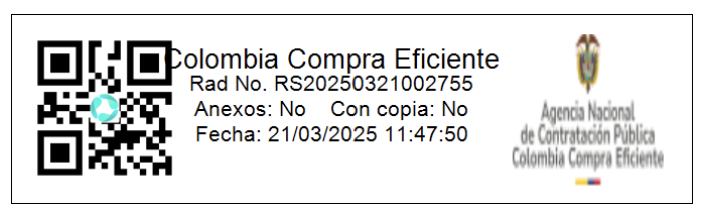 Colombia Compra Eficiente
Rad No. RS20250321002755
Anexos: No Con copia: No
Fecha: 21/03/2025 11:47:50
Agencia Nacional
de Contratación Pública
Colombia Compra Eficiente